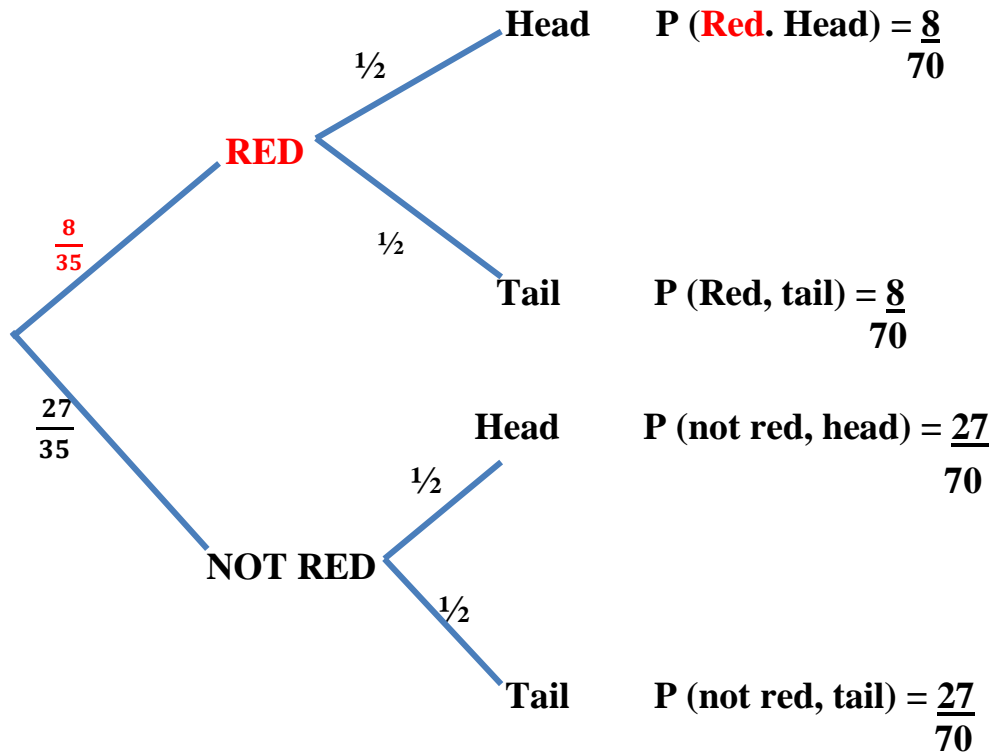 Head P (Red. Head) = 8
70
½
RED
8
35
½
Tail P (Red, tail) = 8
70
27
35
Head P (not red, head) = 27
70
½
NOT RED
½
Tail P (not red, tail) = 27
70